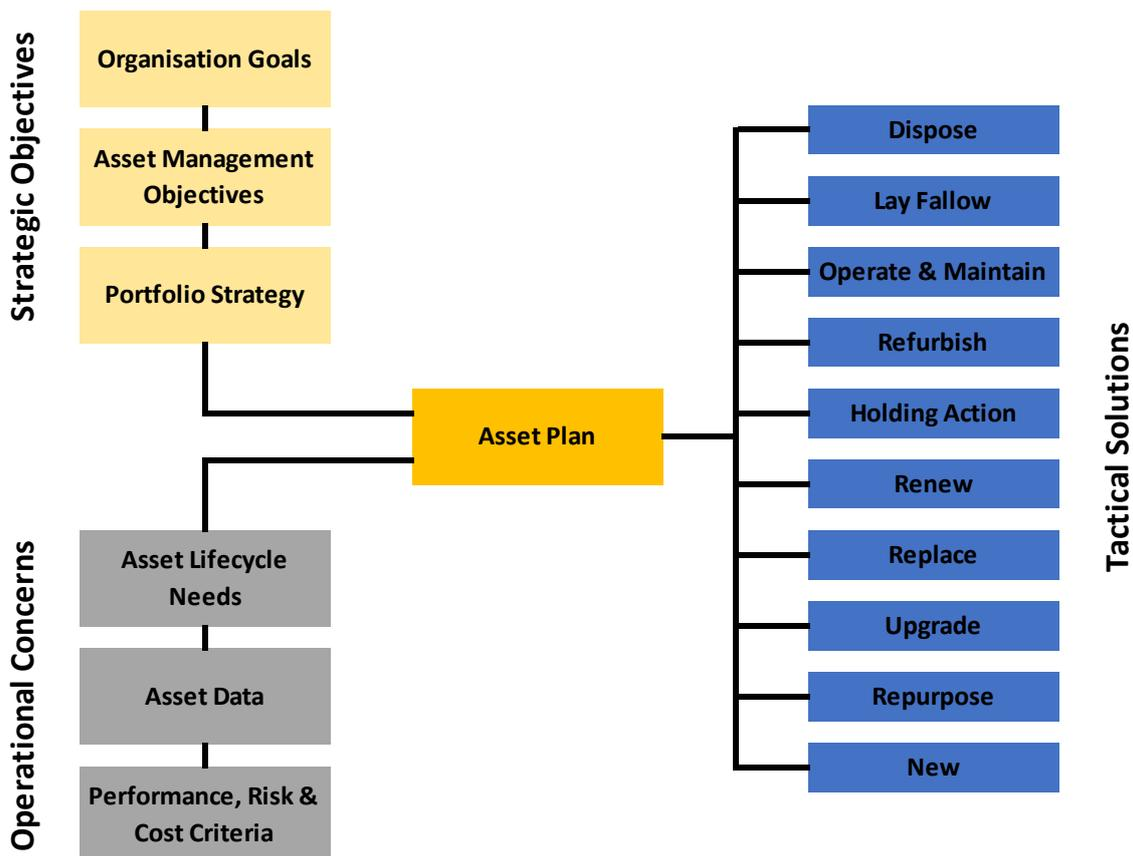 Strategic Objectives
Organisation Goals
Asset Management
Objectives
Portfolio Strategy
Operational Concerns
Asset Lifecycle
Needs
Asset Data
Performance, Risk &
Cost Criteria
Asset Plan
Tactical Solutions
Dispose
Lay Fallow
Operate & Maintain
Refurbish
Holding Action
Renew
Replace
Upgrade
Repurpose
New